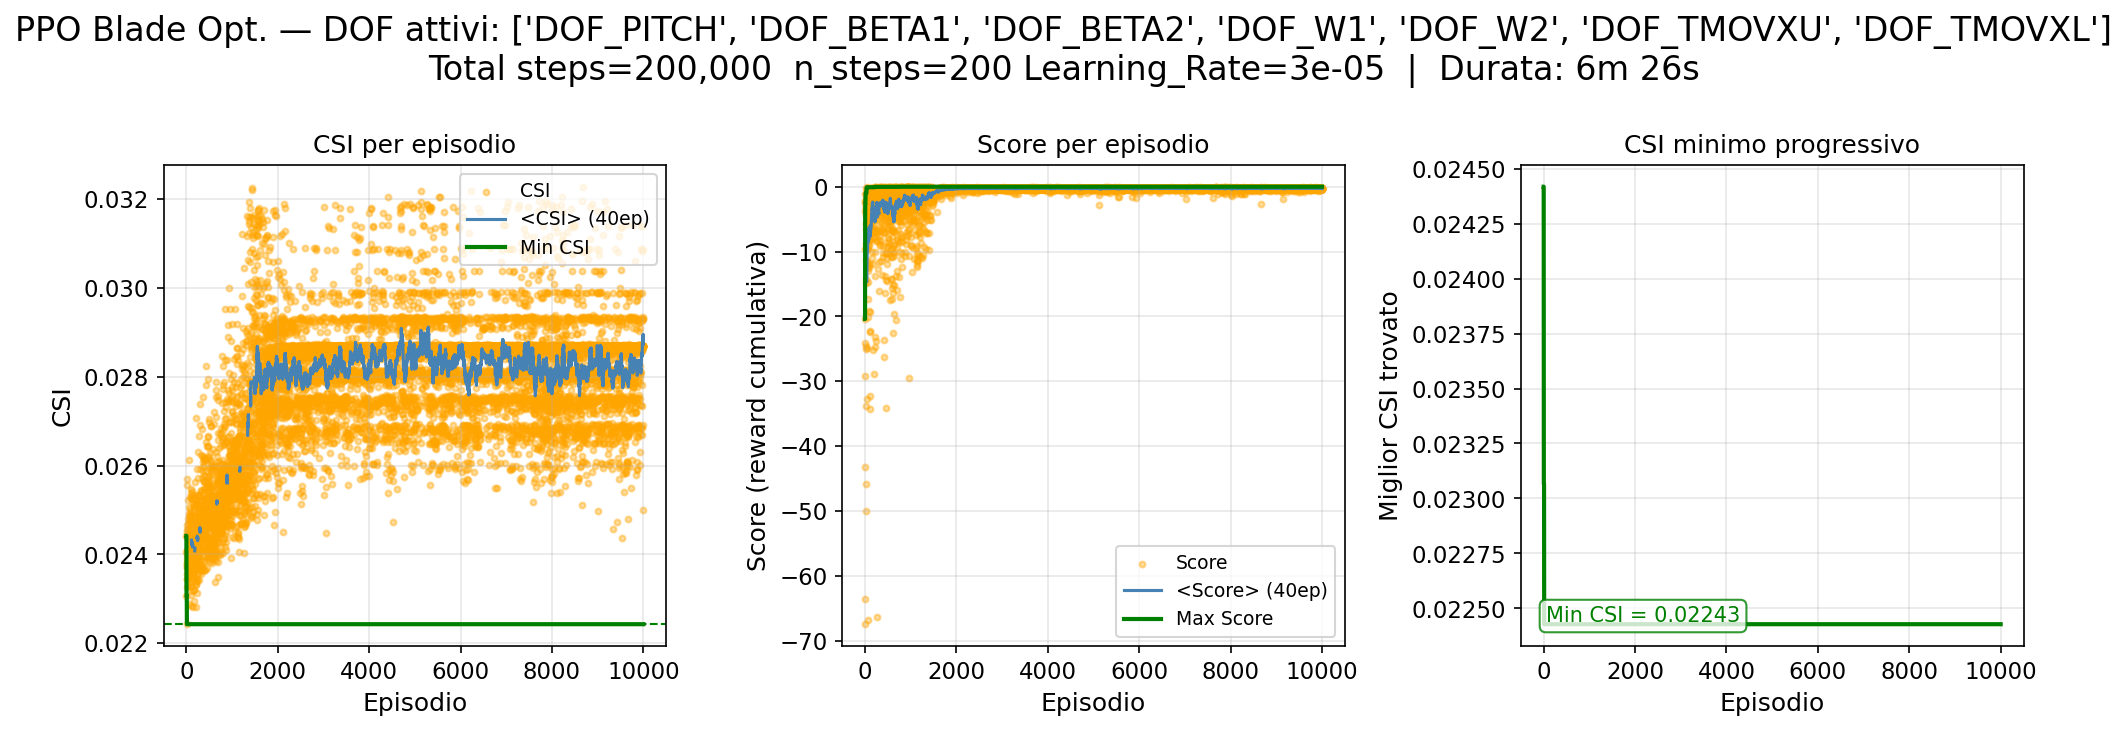 PPO Blade Opt. — DOF attivi: ['DOF_PITCH', 'DOF_BETA1', 'DOF_BETA2', 'DOF_W1', 'DOF_W2', 'DOF_TMOVXU', 'DOF_TMOVXL']
Total steps=200,000  n_steps=200 Learning_Rate=3e-05  |  Durata: 6m 26s
CSI per episodio
CSI
0.032
0.030
0.028
0.026
0.024
0.022
CSI
<CSI> (40ep)
Min CSI
0
2000
4000
6000
8000
10000
Episodio
Score per episodio
Score (reward cumulativa)
0
−10
−20
−30
−40
−50
−60
−70
Score
<Score> (40ep)
Max Score
0
2000
4000
6000
8000
10000
Episodio
CSI minimo progressivo
Miglior CSI trovato
0.02450
0.02425
0.02400
0.02375
0.02350
0.02325
0.02300
0.02275
0.02250
Min CSI = 0.02243
0
2000
4000
6000
8000
10000
Episodio